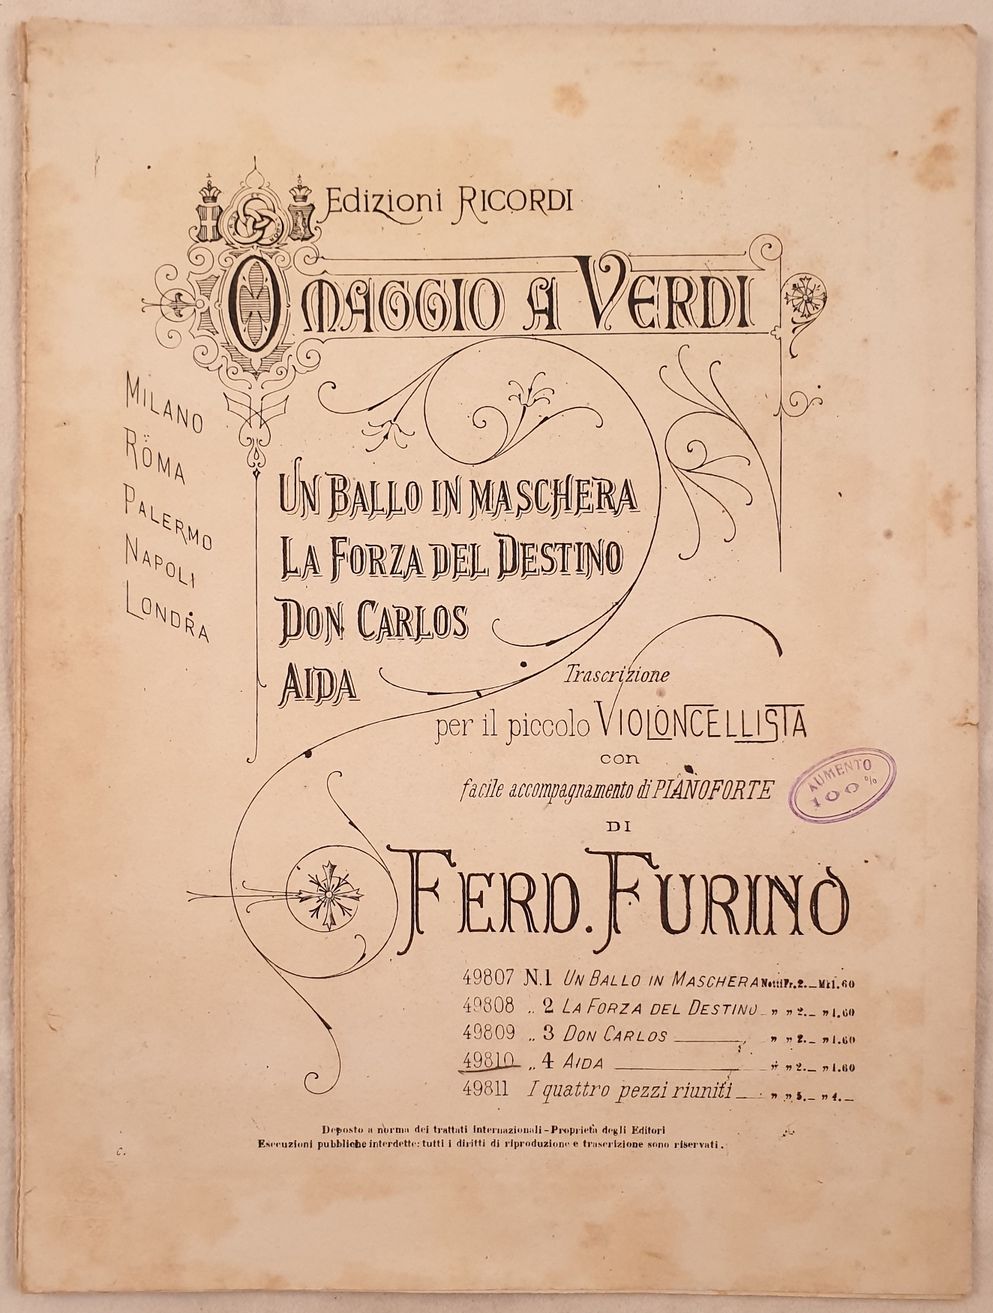 Edizioni RICORDI
OMAGGIO A VERDI
MILANO
ROMA
PALERMO
NAPOLI
LONDRA
UN BALLO IN MASCHERA
LA FORZA DEL DESTINO
DON CARLOS
AIDA
Trascrizione
per il piccolo VIOLONCELLISTA
con
facile accompagnamento di PIANOFORTE
AUMENTO
100%
DI
FERD. FURINO
49807 N.1 UN BALLO IN MASCHERA Netti Fr. 2._ Mk 1.60
49808 „ 2 LA FORZA DEL DESTINO „ „ 2._ „ 1.60
49809 „ 3 DON CARLOS „ „ 2._ „ 1.60
49810 „ 4 AIDA „ „ 2._ „ 1.60
49811 I quattro pezzi riuniti „ „ 5._ „ 4._
Deposto a norma dei trattati internazionali - Proprietà degli Editori
Esecuzioni pubbliche interdette: tutti i diritti di riproduzione e trascrizione sono riservati.
C.